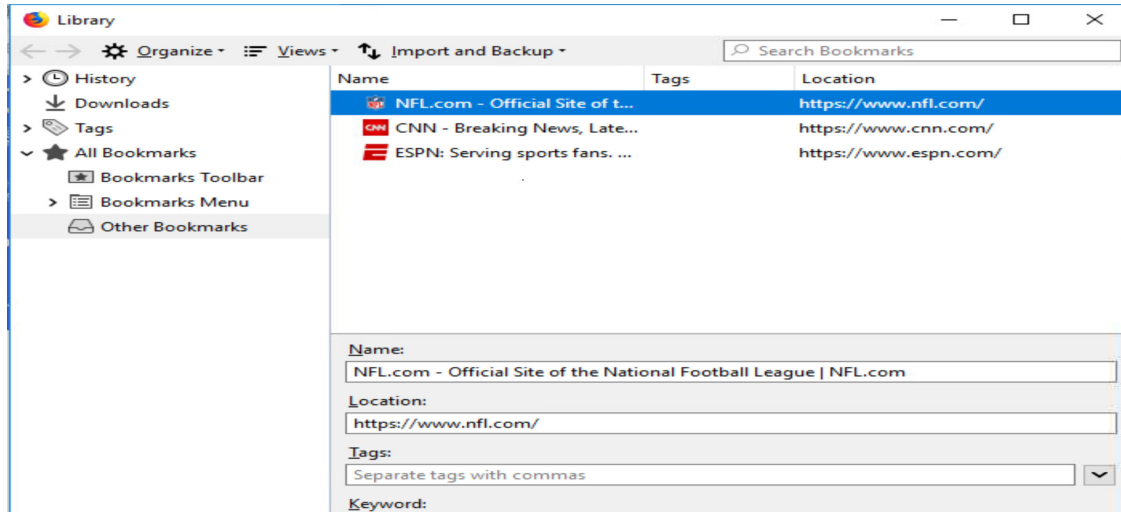 Library
Organize Views Import and Backup Search Bookmarks
History
Downloads
Tags
All Bookmarks
Bookmarks Toolbar
Bookmarks Menu
Other Bookmarks
Name Tags Location
NFL.com - Official Site of t... https://www.nfl.com/
CNN CNN - Breaking News, Late... https://www.cnn.com/
ESPN: Serving sports fans. ... https://www.espn.com/
Name:
NFL.com - Official Site of the National Football League | NFL.com
Location:
https://www.nfl.com/
Tags:
Separate tags with commas
Keyword: